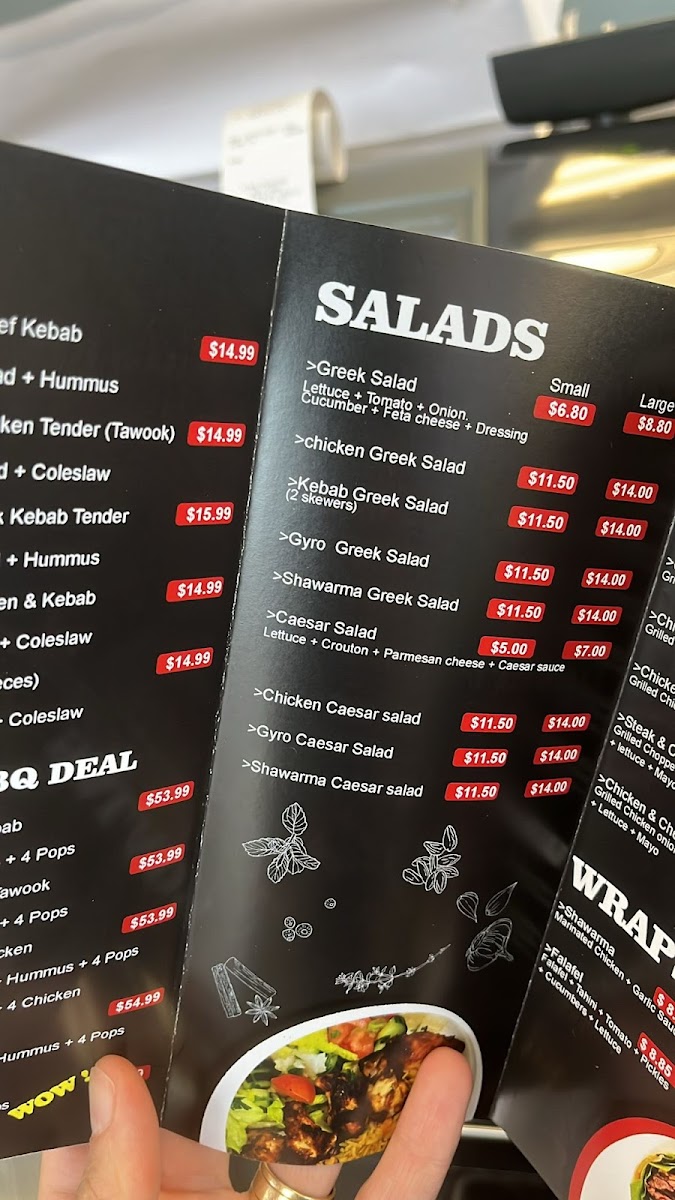 ef Kebab
$14.99
ad + Hummus
ken Tender (Tawook)
$14.99
d + Coleslaw
Kebab Tender
$15.99
+ Hummus
en & Kebab
$14.99
+ Coleslaw
$14.99
eces)
Coleslaw
BQ DEAL
$53.99
bab
+ 4 Pops
$53.99
awook
+ 4 Pops
$53.99
cken
Hummus + 4 Pops
4 Chicken
$54.99
Hummus + 4 Pops
WOW !
SALADS
Small
Large
>Greek Salad
$6.80
$8.80
Lettuce + Tomato + Onion
Cucumber + Feta cheese + Dressing
>chicken Greek Salad
$11.50
$14.00
>Kebab Greek Salad
$11.50
$14.00
(2 skewers)
>Gyro Greek Salad
$11.50
$14.00
>Shawarma Greek Salad
$11.50
$14.00
>Caesar Salad
$5.00
$7.00
Lettuce + Crouton + Parmesan cheese + Caesar sauce
>Chicken Caesar salad
$11.50
$14.00
>Gyro Caesar Salad
$11.50
$14.00
>Shawarma Caesar salad
$11.50
$14.00
>Chi
Grilled
>Chicke
Grilled Chi
>Steak & C
Grilled Choppe
+ lettuce + Mayo
>Chicken & Che
Grilled Chicken onio
+ Lettuce + Mayo
WRAP
>Shawarma
Marinated Chicken + Garlic Sauc
$8.
>Falafel
Falafel + Tahini + Tomato + Pickles
+ Cucumbers + Lettuce
$8.85